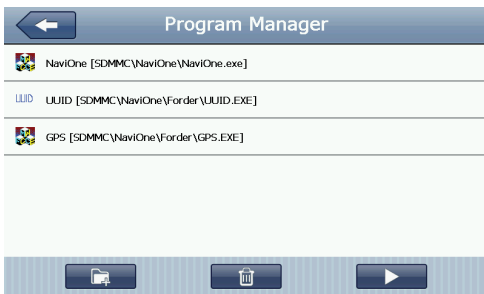 Program Manager
NaviOne [SDMMC\NaviOne\NaviOne.exe]
UUID UUID [SDMMC\NaviOne\Forder\UUID.EXE]
GPS [SDMMC\NaviOne\Forder\GPS.EXE]